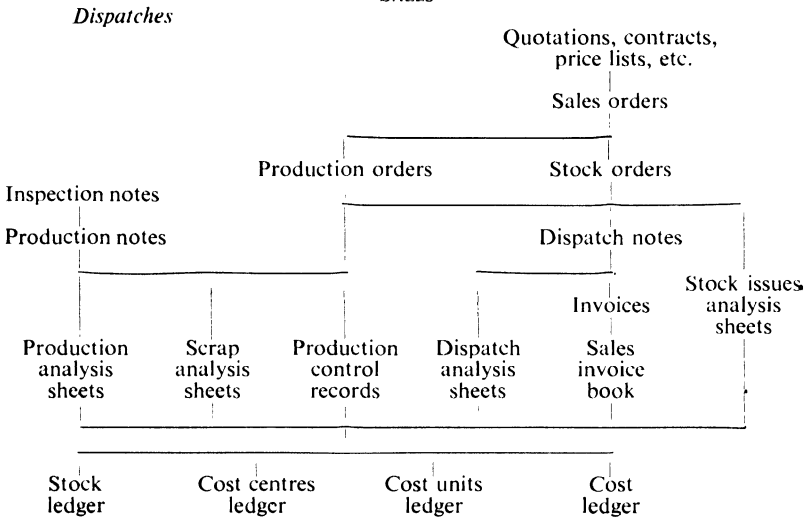 Dispatches
Quotations, contracts,
price lists, etc.
Sales orders
Production orders
Stock orders
Inspection notes
Production notes
Dispatch notes
Stock issues
analysis
sheets
Invoices
Production
analysis
sheets
Scrap
analysis
sheets
Production
control
records
Dispatch
analysis
sheets
Sales
invoice
book
Stock
ledger
Cost centres
ledger
Cost units
ledger
Cost
ledger